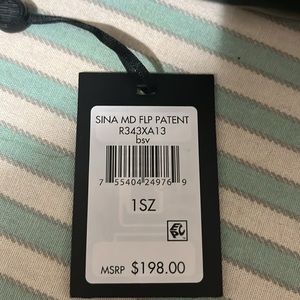 SINA MD FLP PATENT
R343XA13
bsv
7 55404 24976 9
1SZ
MSRP $198.00